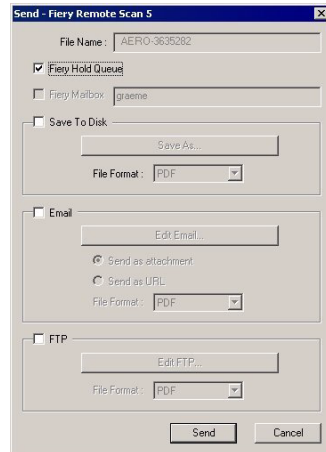 Send - Fiery Remote Scan 5
File Name : AERO-3635282
Fiery Hold Queue
Fiery Mailbox graeme
Save To Disk
Save As...
File Format : PDF
Email
Edit Email...
Send as attachment
Send as URL
File Format : PDF
FTP
Edit FTP...
File Format : PDF
Send Cancel